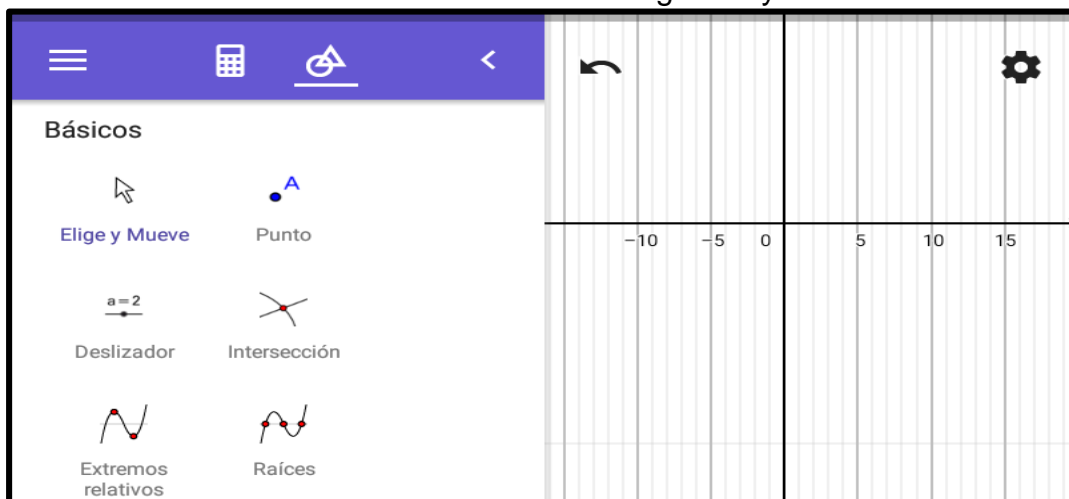 Básicos
A
Elige y Mueve
Punto
a=2
Deslizador
Intersección
Extremos
relativos
Raíces
−10 −5 0 5 10 15